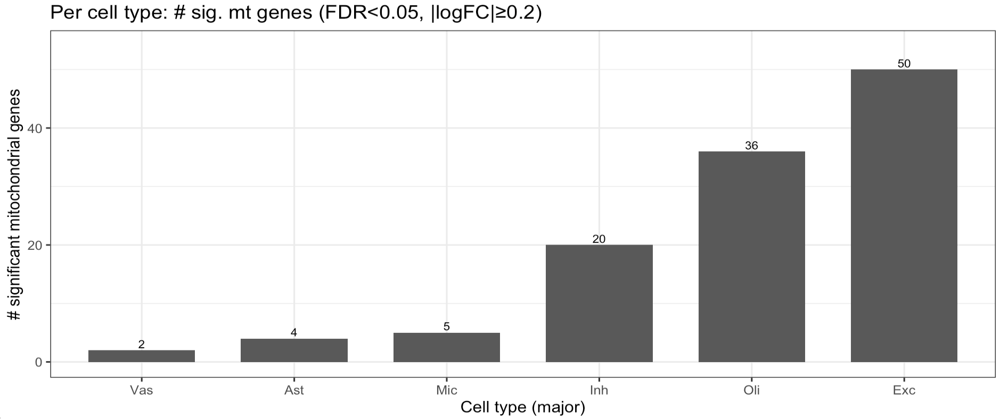 Per cell type: # sig. mt genes (FDR<0.05, |logFC|≥0.2)
# significant mitochondrial genes
40
20
0
2
4
5
20
36
50
Vas
Ast
Mic
Inh
Oli
Exc
Cell type (major)